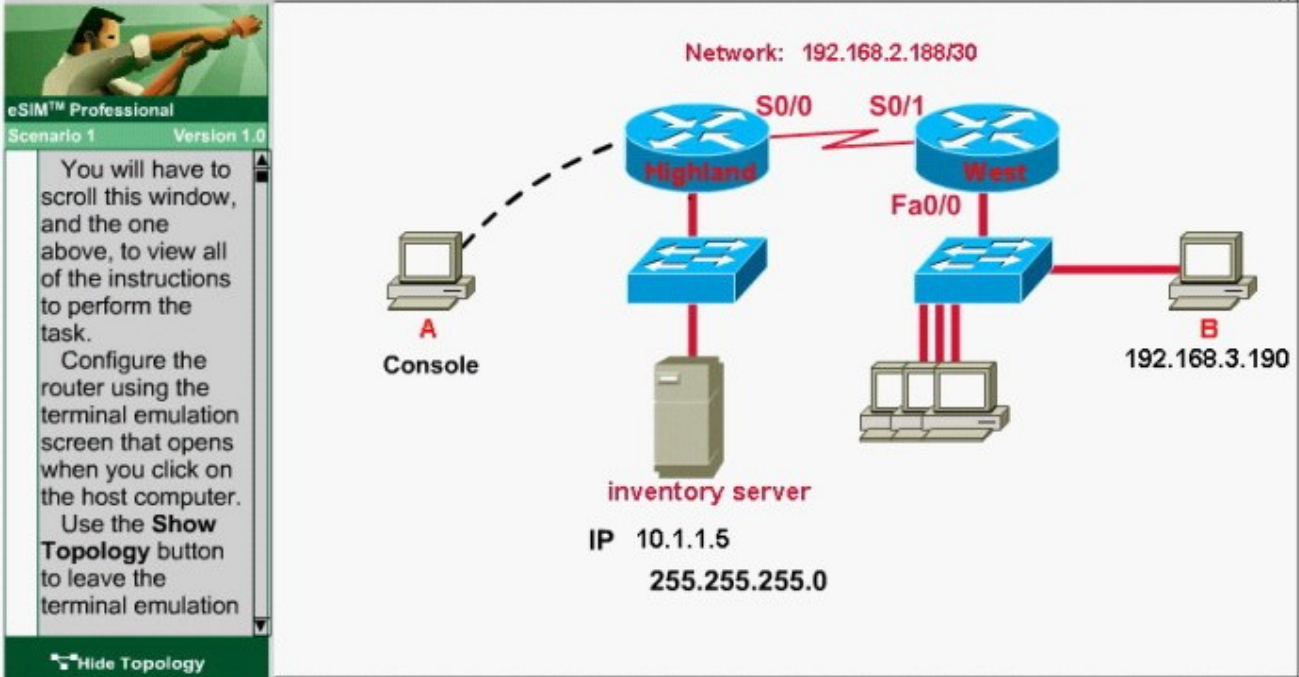 eSIM™ Professional
Scenario 1 Version 1.0
You will have to
scroll this window,
and the one
above, to view all
of the instructions
to perform the
task.
Configure the
router using the
terminal emulation
screen that opens
when you click on
the host computer.
Use the Show
Topology button
to leave the
terminal emulation
Hide Topology
Network: 192.168.2.188/30
S0/0 S0/1
Highland West
Fa0/0
A
Console
B
192.168.3.190
inventory server
IP 10.1.1.5
255.255.255.0